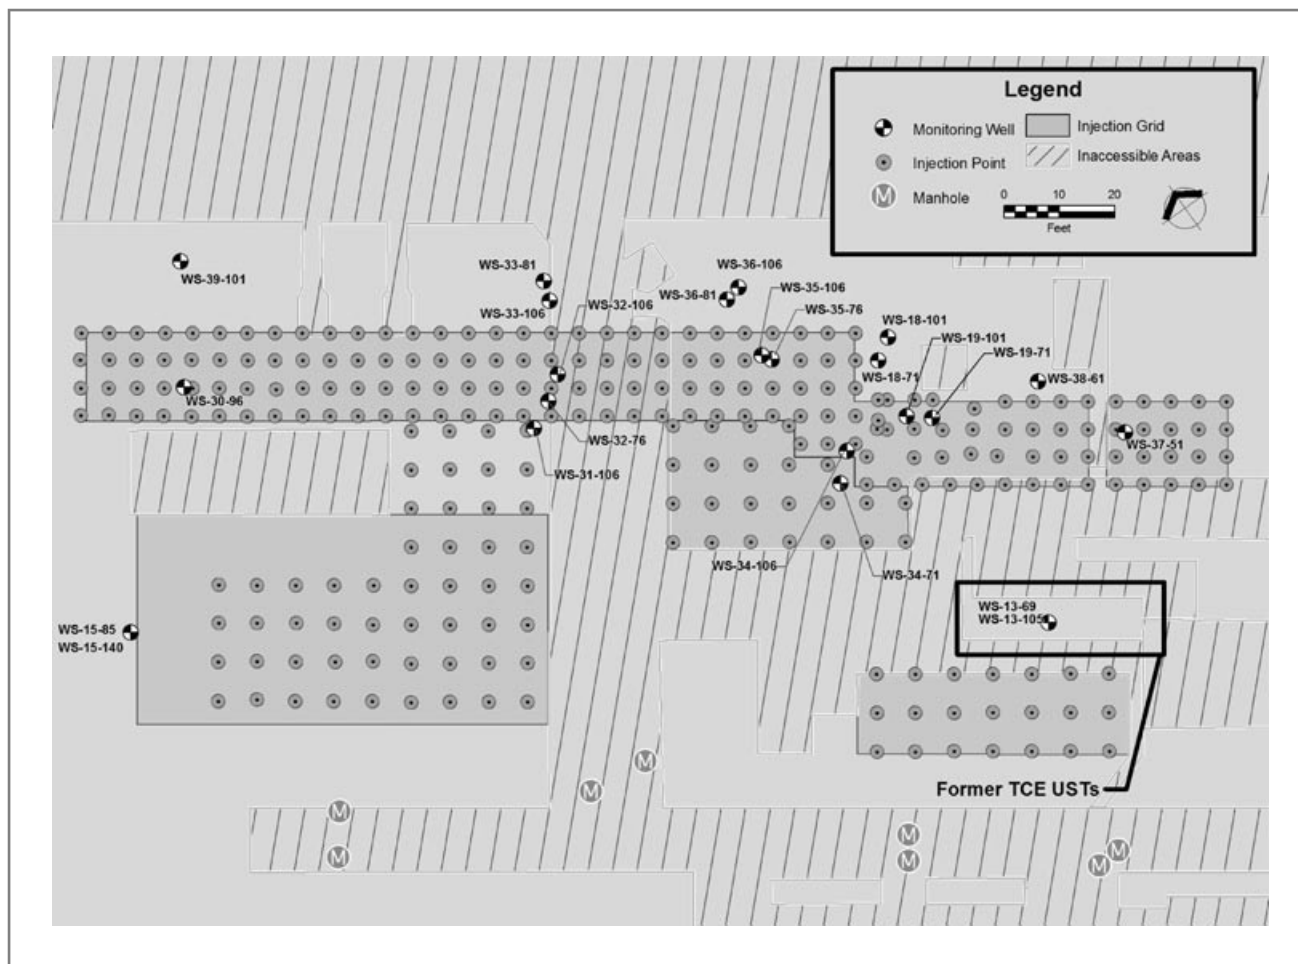 Legend
Monitoring Well
Injection Grid
Injection Point
Inaccessible Areas
M
Manhole
0 10 20
Feet
WS-39-101
WS-33-81
WS-33-106
WS-32-106
WS-36-106
WS-36-81
WS-35-106
WS-35-76
WS-18-101
WS-19-101
WS-19-71
WS-18-71
WS-38-61
WS-30-96
WS-32-76
WS-31-106
WS-37-51
WS-34-106
WS-34-71
WS-13-69
WS-13-105
WS-15-85
WS-15-140
M
M
Former TCE USTs
M
M
M
M
M
M